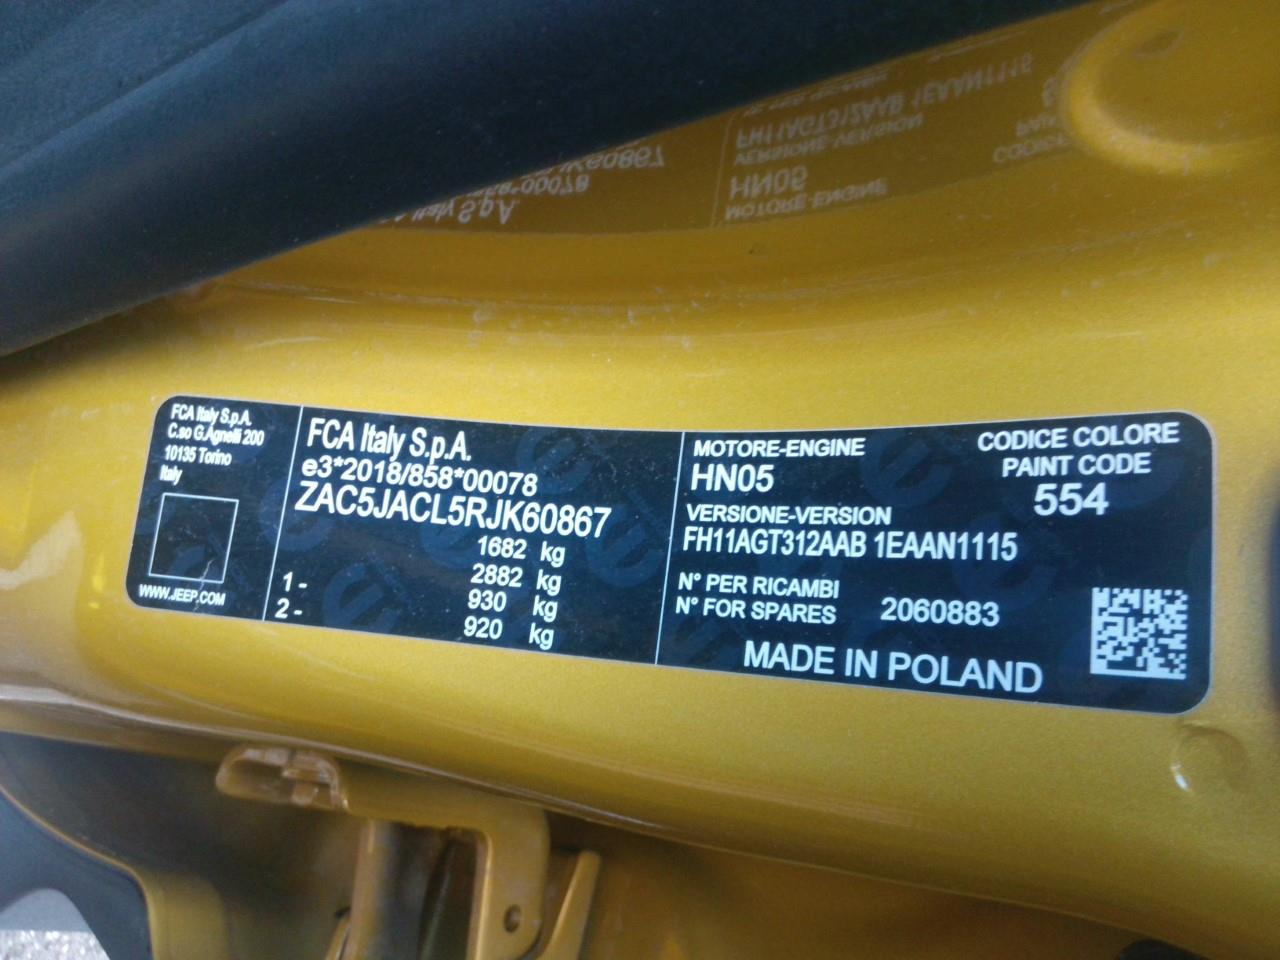 FCA Italy S.p.A.
C.so G.Agnelli 200
10135 Torino
Italy
WWW.JEEP.COM
FCA Italy S.p.A.
e3*2018/858*00078
ZAC5JACL5RJK60867
1682 kg
2882 kg
1- 930 kg
2- 920 kg
MOTORE-ENGINE
HN05
VERSIONE-VERSION
FH11AGT312AAB 1EAAN1115
N° PER RICAMBI
N° FOR SPARES 2060883
CODICE COLORE
PAINT CODE
554
MADE IN POLAND